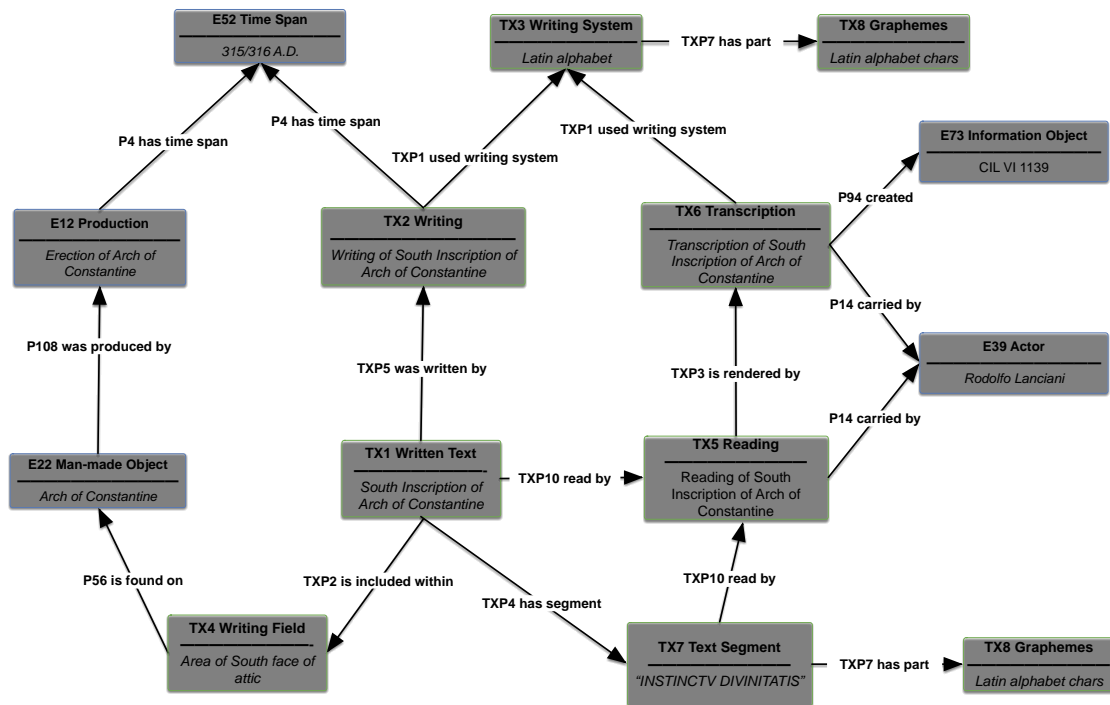 E52 Time Span
315/316 A.D.
TX3 Writing System
Latin alphabet
TXP7 has part
TX8 Graphemes
Latin alphabet chars
P4 has time span
P4 has time span
TXP1 used writing system
TXP1 used writing system
E73 Information Object
CIL VI 1139
P94 created
E12 Production
Erection of Arch of
Constantine
TX2 Writing
Writing of South Inscription of
Arch of Constantine
TX6 Transcription
Transcription of South
Inscription of Arch of
Constantine
P14 carried by
P108 was produced by
TXP5 was written by
TXP3 is rendered by
E39 Actor
Rodolfo Lanciani
P14 carried by
E22 Man-made Object
Arch of Constantine
TX1 Written Text
South Inscription of
Arch of Constantine
TXP10 read by
TX5 Reading
Reading of South
Inscription of Arch of
Constantine
P56 is found on
TXP2 is included within
TXP4 has segment
TXP10 read by
TX4 Writing Field
Area of South face of
attic
TX7 Text Segment
“INSTINCTV DIVINITATIS”
TXP7 has part
TX8 Graphemes
Latin alphabet chars